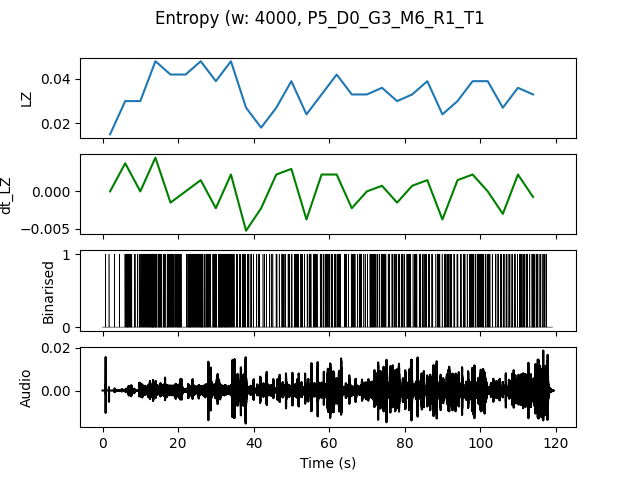 Entropy (w: 4000, P5_D0_G3_M6_R1_T1
LZ
0.04
0.02
dt_LZ
0.000
−0.005
Binarised
1
0
Audio
0.02
0.00
0 20 40 60 80 100 120
Time (s)